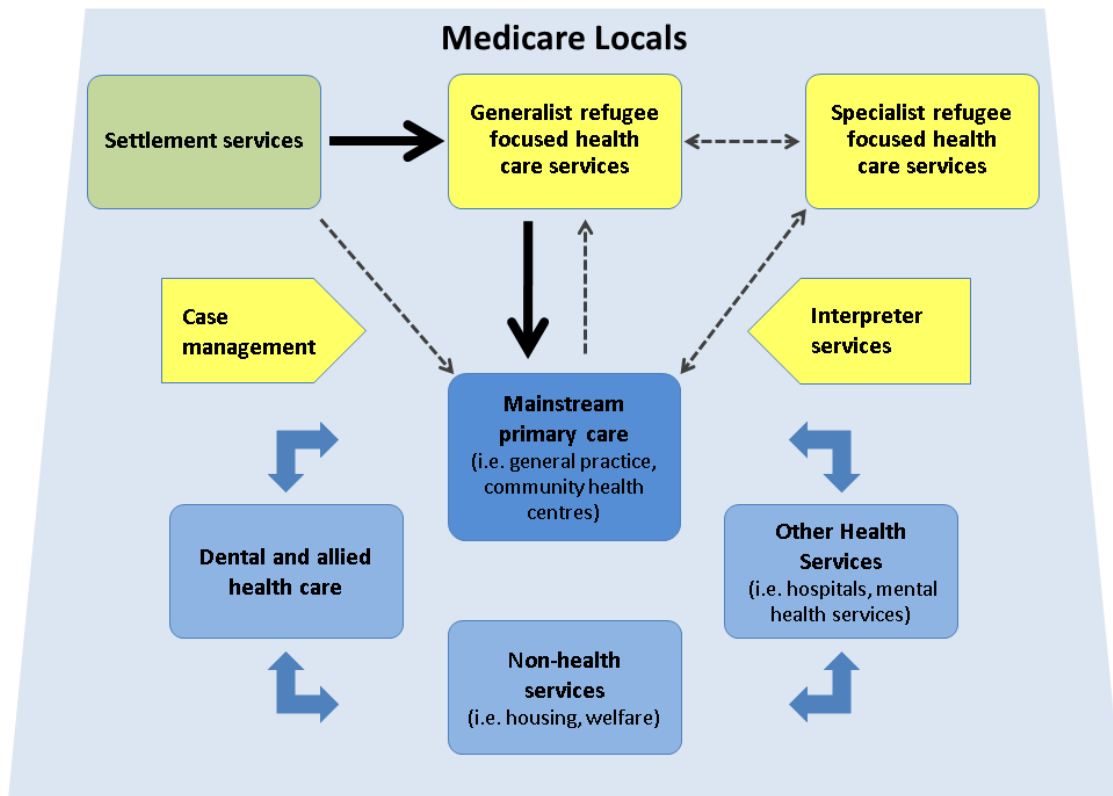 Medicare Locals
Settlement services
Generalist refugee
focused health
care services
Specialist refugee
focused health
care services
Case
management
Interpreter
services
Mainstream
primary care
(i.e. general practice,
community health
centres)
Dental and allied
health care
Other Health
Services
(i.e. hospitals, mental
health services)
Non-health
services
(i.e. housing, welfare)